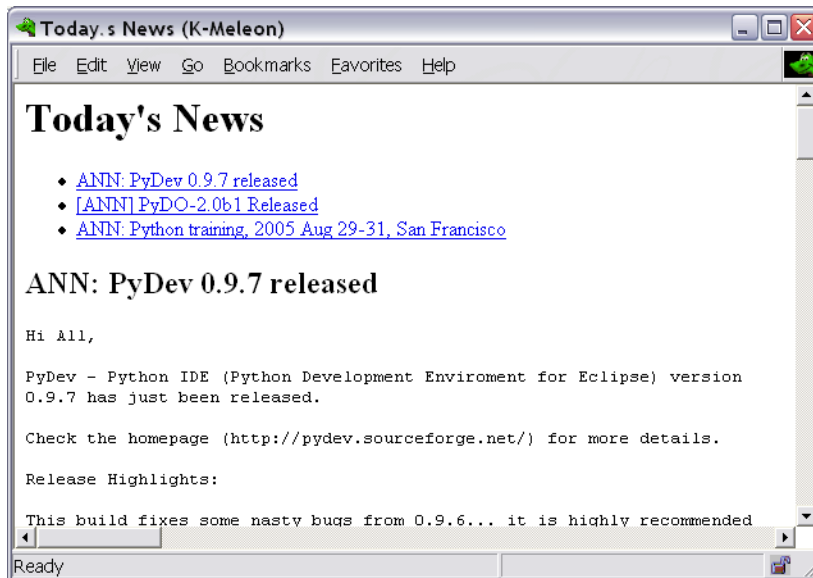 Today.s News (K-Meleon)
File Edit View Go Bookmarks Favorites Help
Today's News
ANN: PyDev 0.9.7 released
[ANN] PyDO-2.0b1 Released
ANN: Python training, 2005 Aug 29-31, San Francisco
ANN: PyDev 0.9.7 released
Hi All,
PyDev - Python IDE (Python Development Enviroment for Eclipse) version
0.9.7 has just been released.
Check the homepage (http://pydev.sourceforge.net/) for more details.
Release Highlights:
This build fixes some nasty bugs from 0.9.6... it is highly recommended
Ready